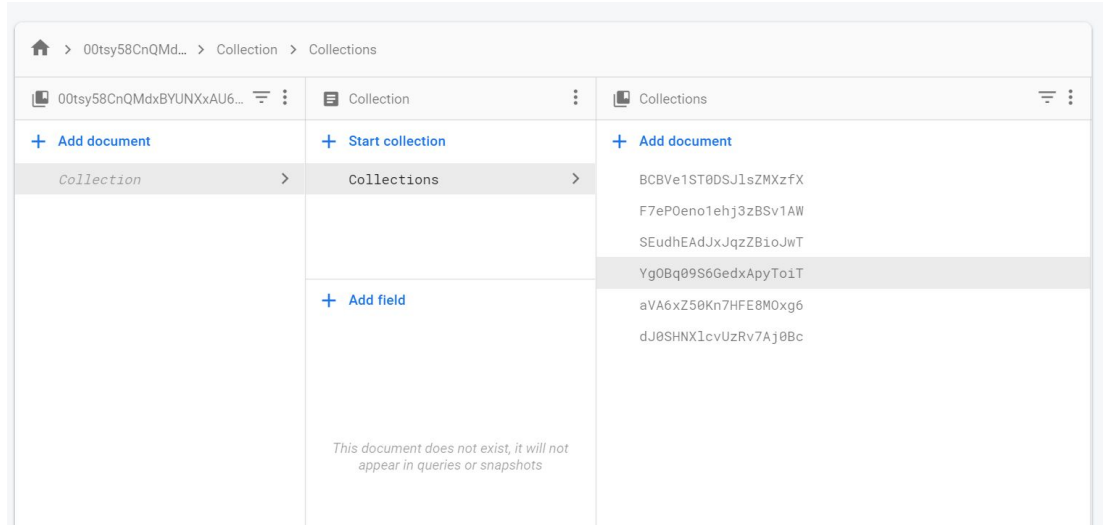 00tsy58CnQMd… > Collection > Collections
00tsy58CnQMdxBYUNXxAU6…
Add document
Collection
Collection
Start collection
Collections
Add field
This document does not exist, it will not
appear in queries or snapshots
Collections
Add document
BCBVe1ST0DSJlsZMXzfX
F7ePOeno1ehj3zBSv1AW
SEudhEAdJxJqzZBioJwT
YgOBq09S6GedxApyToiT
aVA6xZ50Kn7HFE8MOxg6
dJ0SHNXlcvUzRv7Aj0Bc